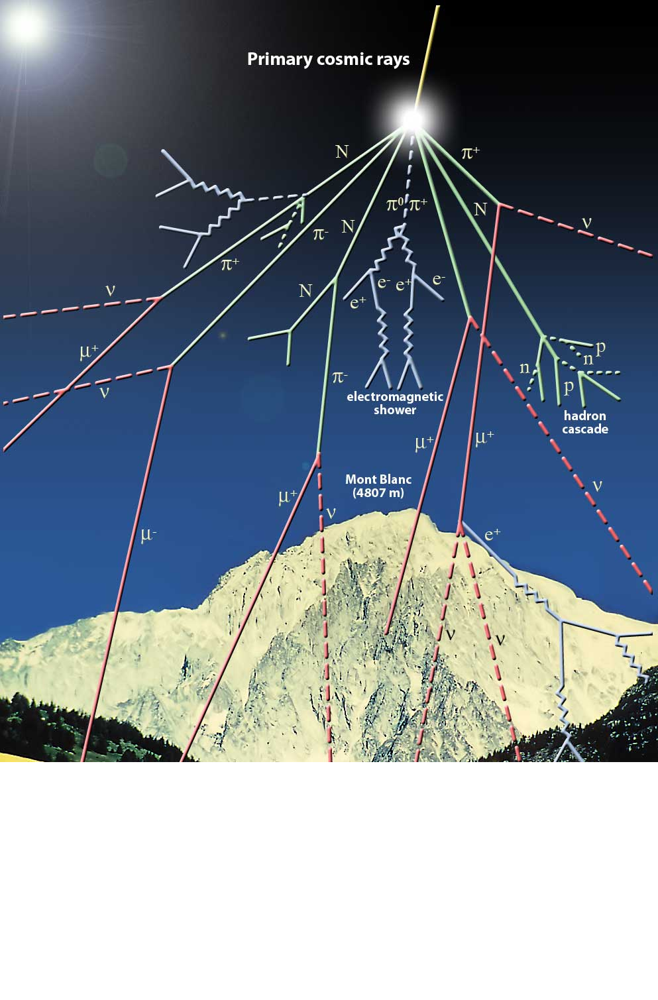 Primary cosmic rays
N
π+
π0 π+
N
ν
π-
N
π+
ν
N
e-
e+
e-
e+
μ+
p
n
n
π-
p
ν
electromagnetic
shower
hadron
cascade
μ+
μ+
Mont Blanc
(4807 m)
ν
μ+
ν
μ-
e+
ν
ν